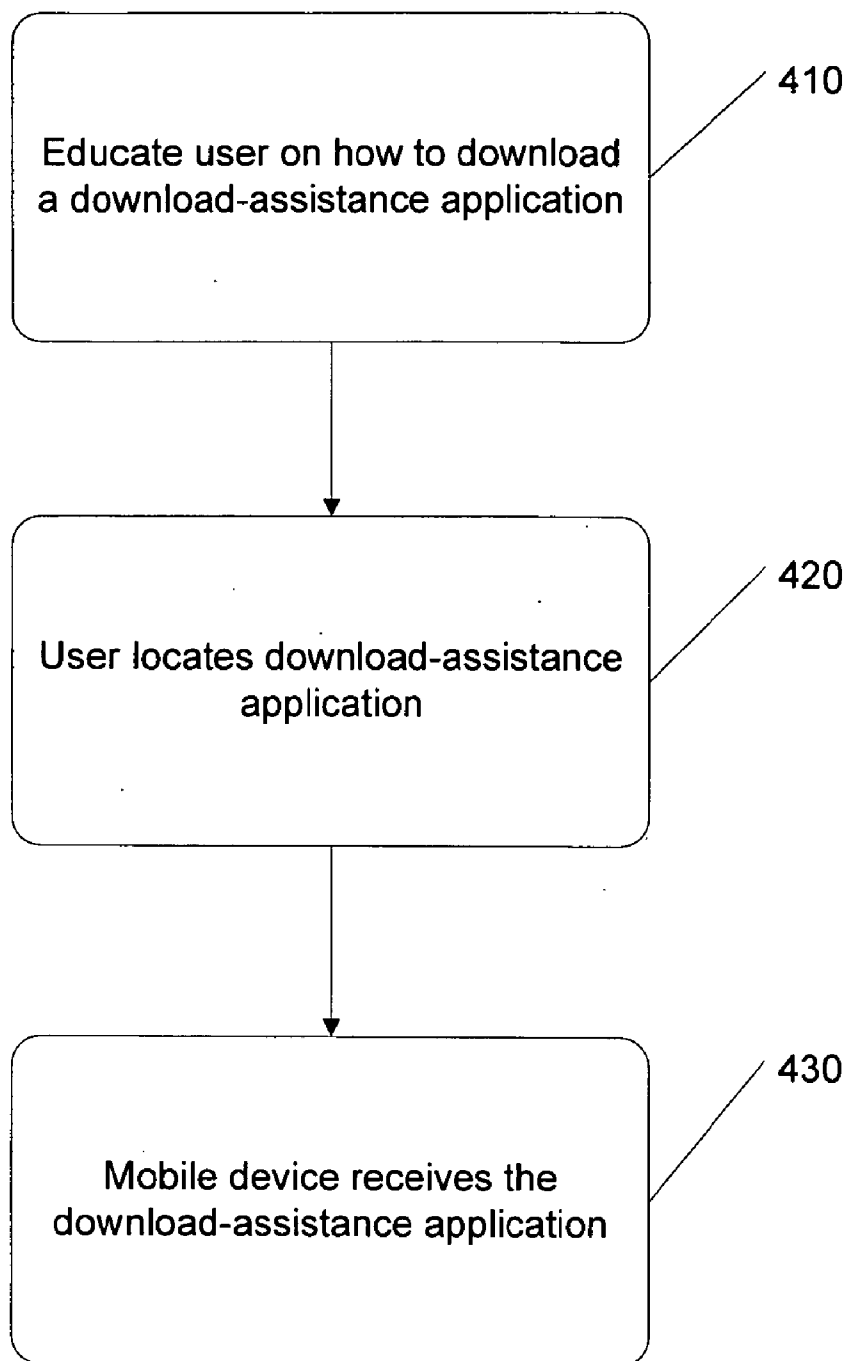 Educate user on how to download
a download-assistance application
410
User locates download-assistance
application
420
Mobile device receives the
download-assistance application
430